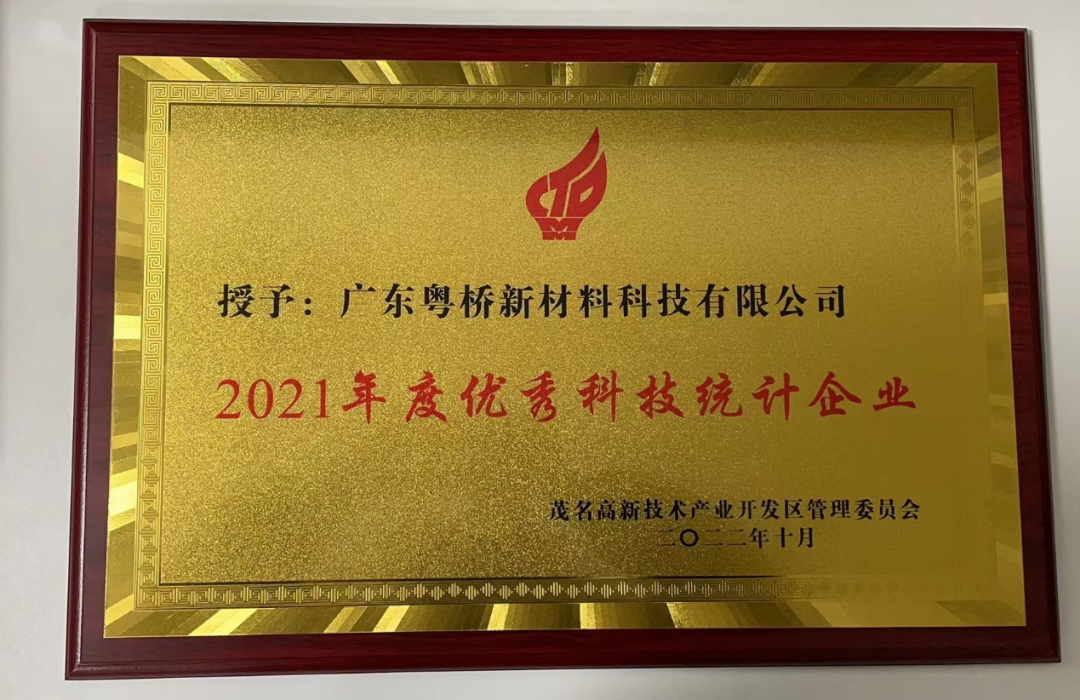 CTD
M
授予：广东粤桥新材料科技有限公司
2021年度优秀科技统计企业
茂名高新技术产业开发区管理委员会
二〇二二年十月